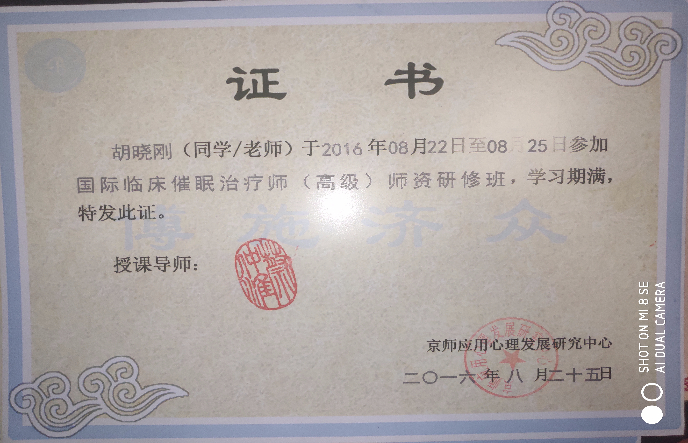 证 书
胡晓刚（同学/老师）于2016年08月22日至08月25日参加
国际临床催眠治疗师（高级）师资研修班，学习期满，
特发此证。
博施济众
授课导师：
京师应用心理发展研究中心
二〇一六年八月二十五日
SHOT ON MI 8 SE
AI DUAL CAMERA